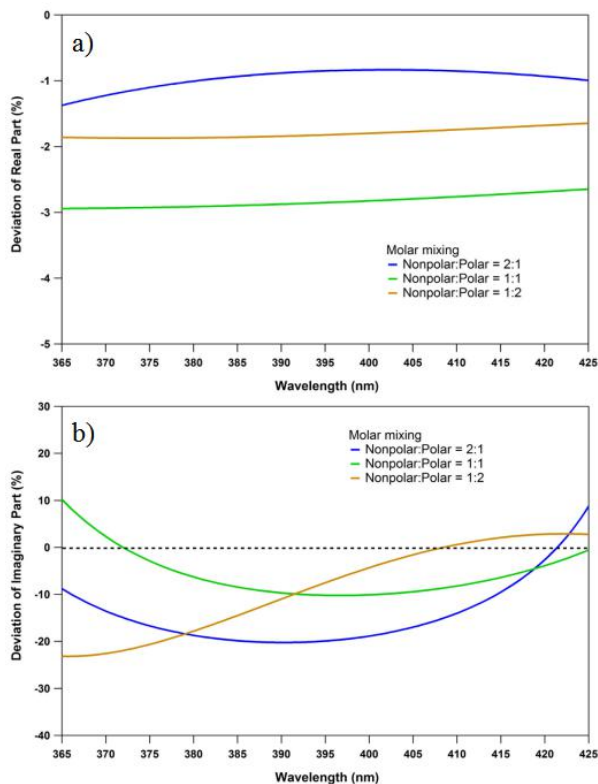 a)
Deviation of Real Part (%)
0
-1
-2
-3
-4
-5
Molar mixing
Nonpolar:Polar = 2:1
Nonpolar:Polar = 1:1
Nonpolar:Polar = 1:2
365 370 375 380 385 390 395 400 405 410 415 420 425
Wavelength (nm)
b)
Deviation of Imaginary Part (%)
30
20
10
0
-10
-20
-30
-40
Molar mixing
Nonpolar:Polar = 2:1
Nonpolar:Polar = 1:1
Nonpolar:Polar = 1:2
365 370 375 380 385 390 395 400 405 410 415 420 425
Wavelength (nm)